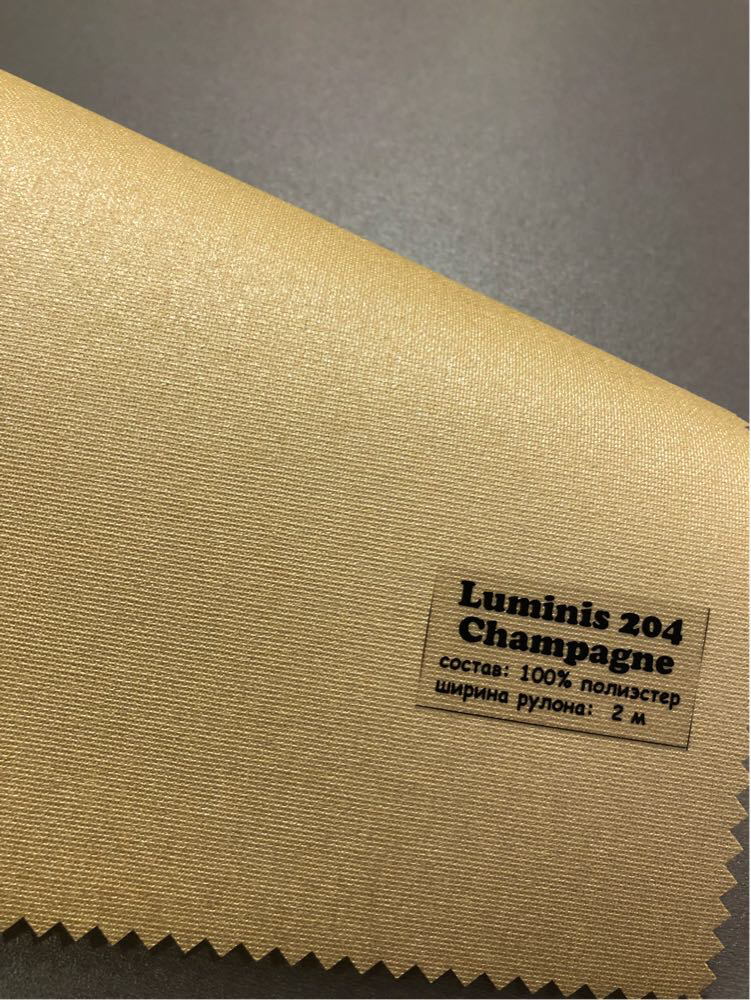 Luminis 204
Champagne
состав: 100% полиэстер
ширина рулона: 2 м